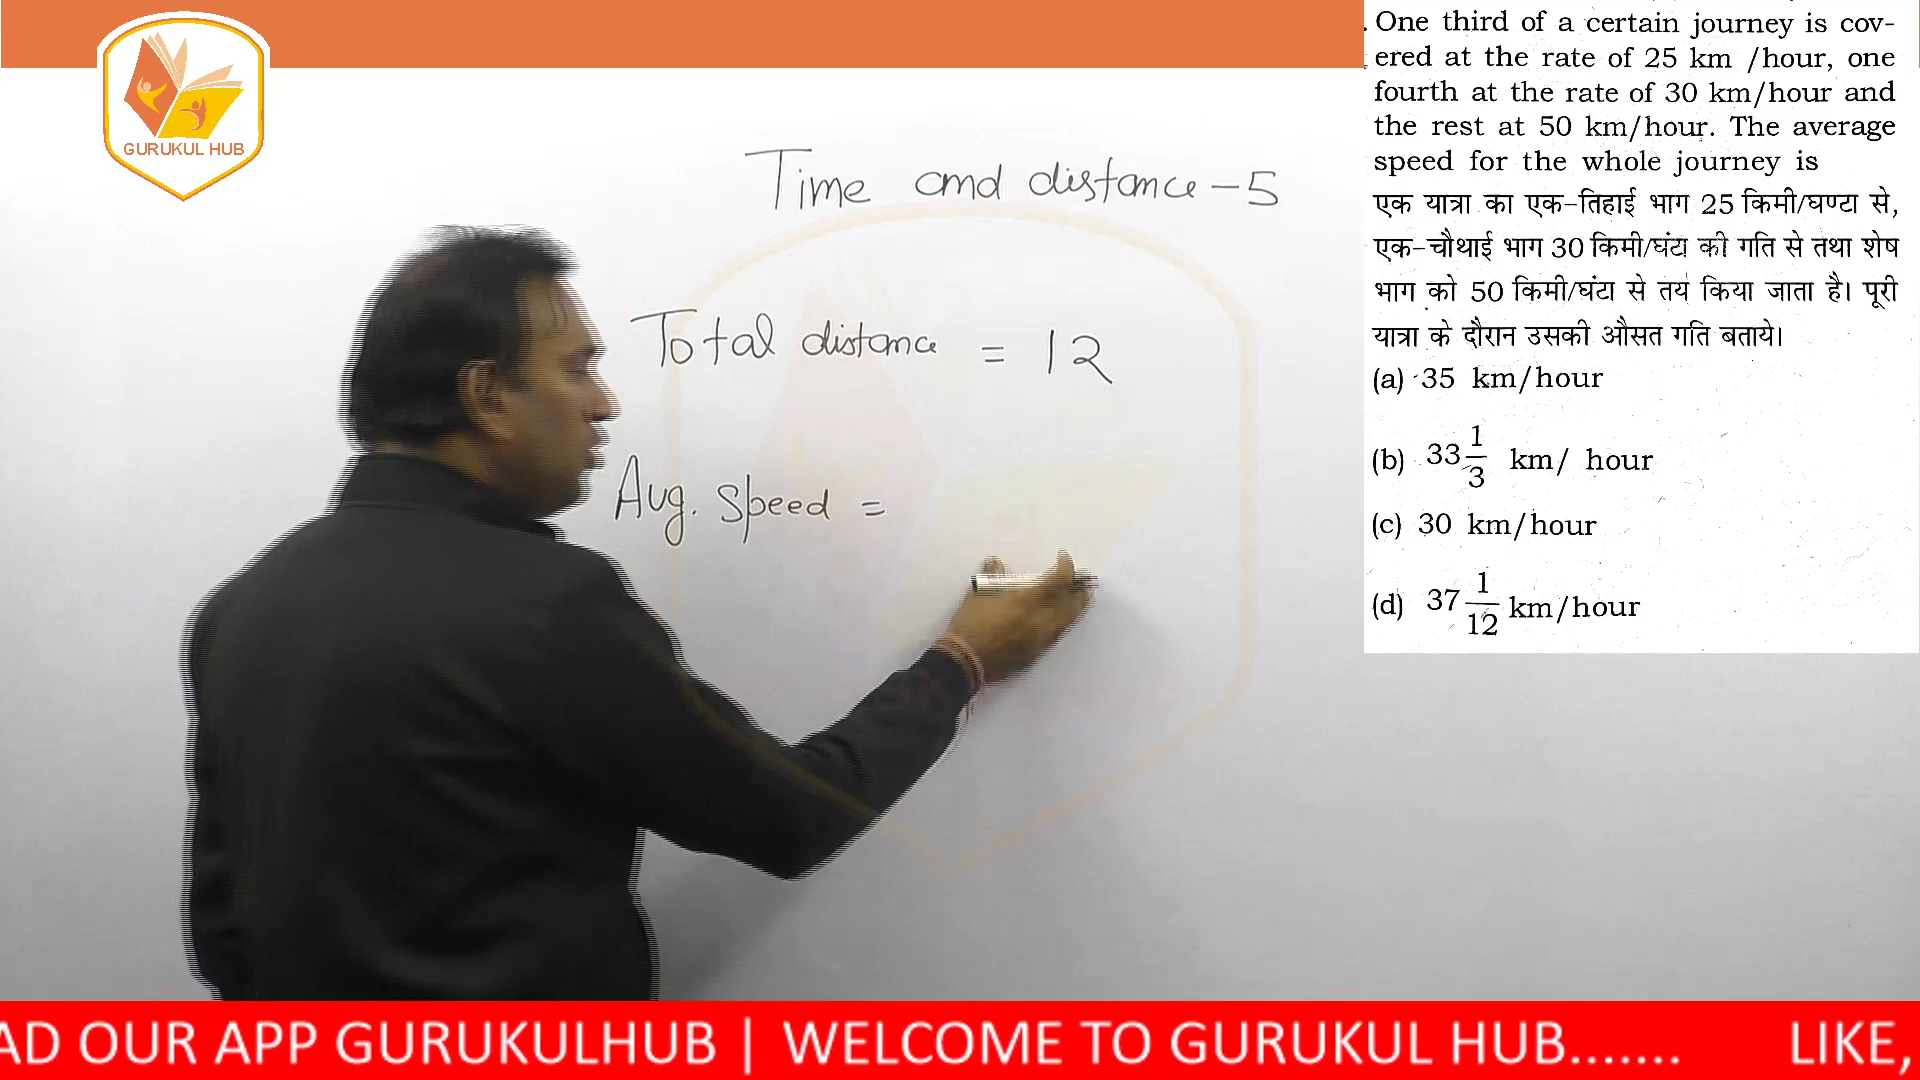 GURUKUL HUB
Time and distance-5
Total distance = 12
Avg. Speed =
One third of a certain journey is cov-
ered at the rate of 25 km /hour, one
fourth at the rate of 30 km/hour and
the rest at 50 km/hour. The average
speed for the whole journey is
एक यात्रा का एक-तिहाई भाग 25 किमी/घण्टा से,
एक-चौथाई भाग 30 किमी/घंटा की गति से तथा शेष
भाग को 50 किमी/घंटा से तय किया जाता है। पूरी
यात्रा के दौरान उसकी औसत गति बताये।
(a) 35 km/hour
(b) 33 1/3 km/ hour
(c) 30 km/hour
(d) 37 1/12 km/hour
AD OUR APP GURUKULHUB | WELCOME TO GURUKUL HUB....... LIKE,